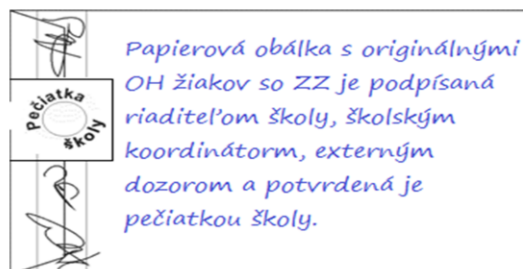 Papierová obálka s originálnymi
OH žiakov so ZZ je podpísaná
riaditeľom školy, školským
koordinátorm, externým
dozorom a potvrdená je
pečiatkou školy.
Pečiatka
školy